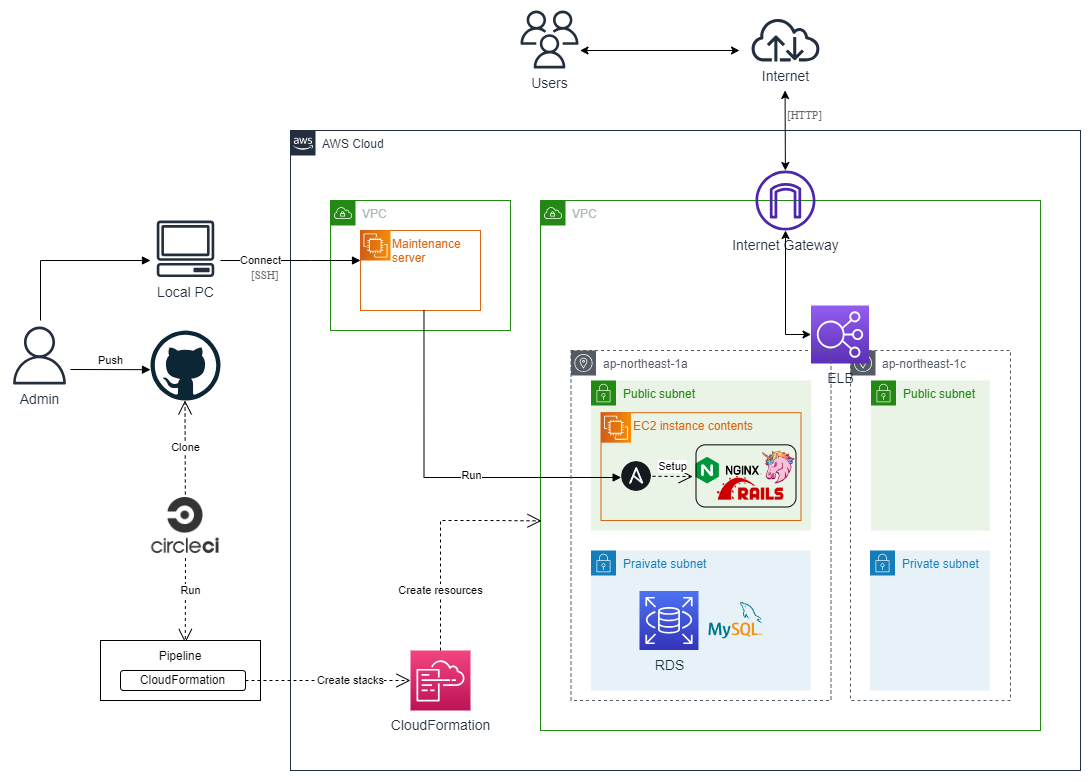 Users
Internet
[HTTP]
aws
AWS Cloud
VPC
VPC
Internet Gateway
Maintenance
server
Connect
[SSH]
Local PC
Admin
Push
Clone
circleci
Run
Pipeline
CloudFormation
Create stacks
CloudFormation
Create resources
Run
ELB
ap-northeast-1a
ap-northeast-1c
Public subnet
Public subnet
EC2 instance contents
A
Setup
N
NGINX
RAILS
Praivate subnet
Private subnet
MySQL
RDS